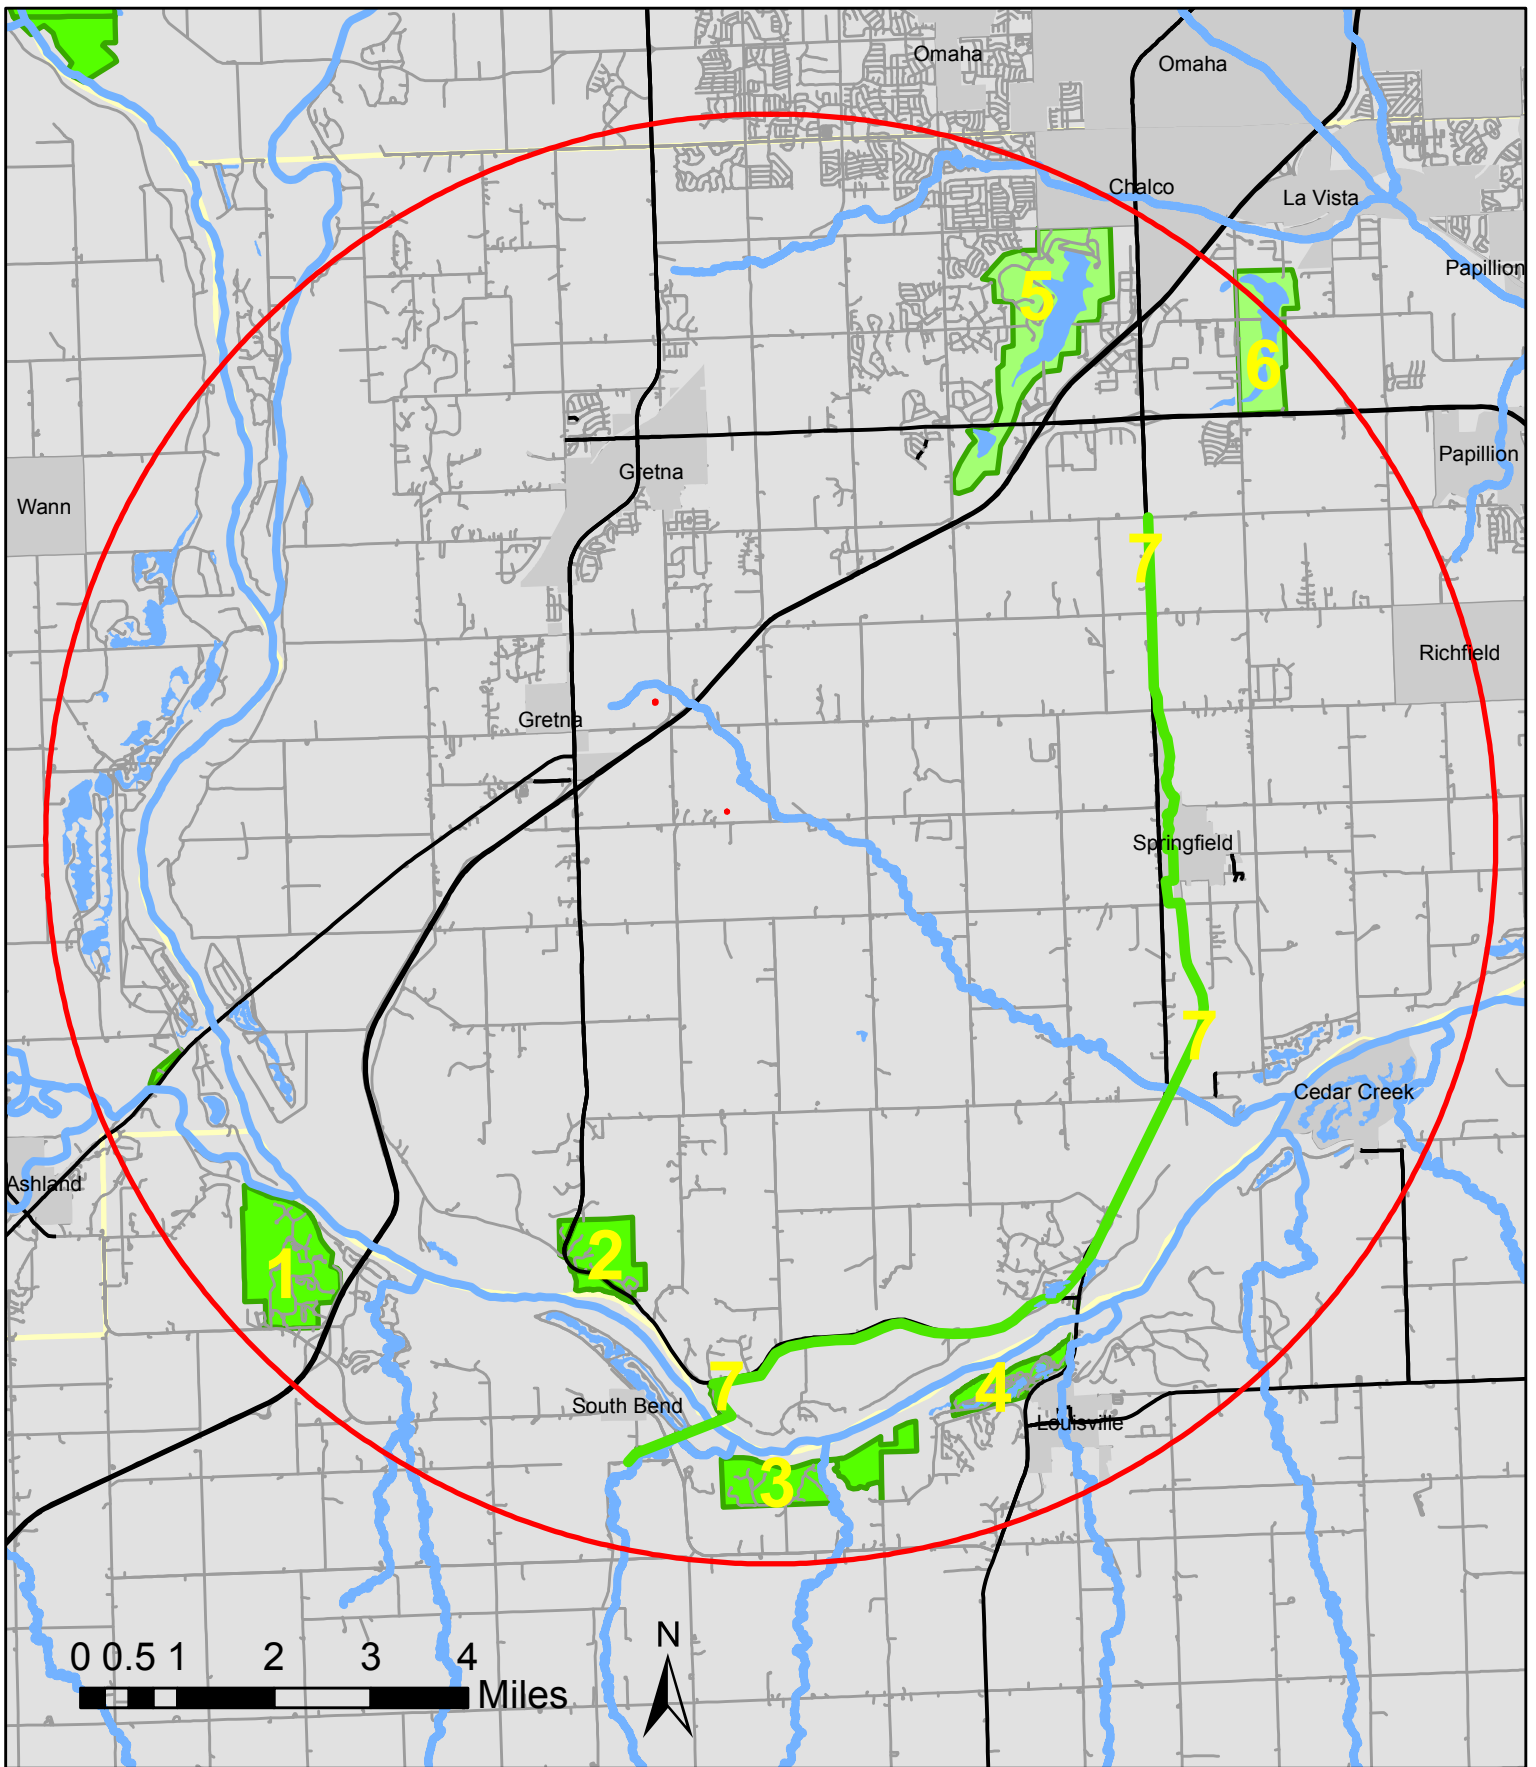 Omaha
Omaha
Chalco
La Vista
Papillion
5
6
Papillion
Gretna
Wann
7
Richfield
Gretna
Springfield
7
Cedar Creek
Ashland
2
1
7
4
South Bend
Louisville
3
N
0 0.5 1 2 3 4
Miles